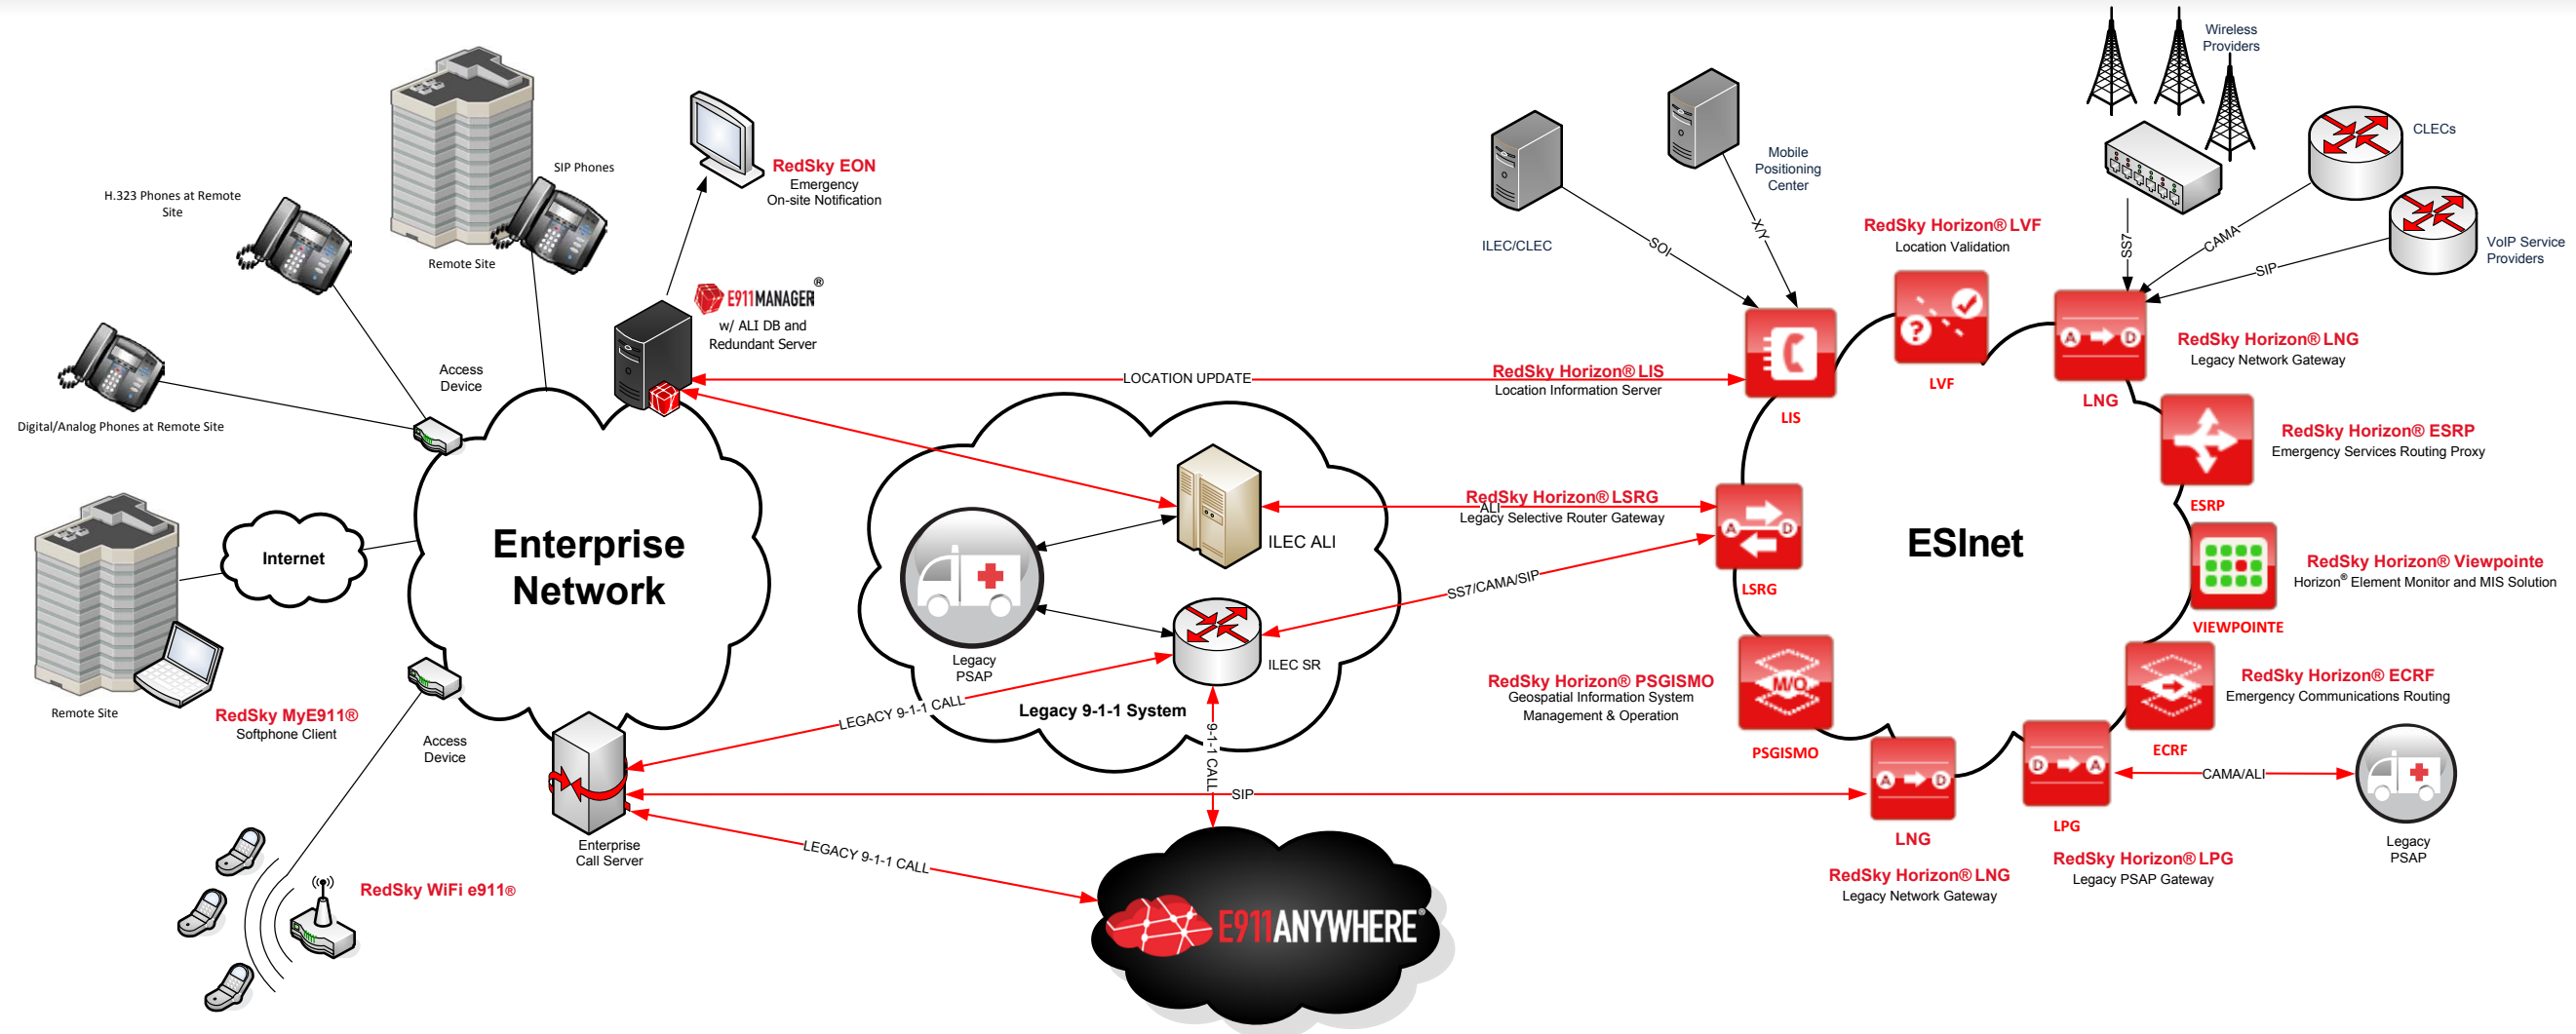 H.323 Phones at Remote
Site
SIP Phones
Remote Site
Digital/Analog Phones at Remote Site
Access
Device
RedSky EON
Emergency
On-site Notification
E911MANAGER®
w/ ALI DB and
Redundant Server
Internet
Enterprise
Network
Remote Site
RedSky MyE911®
Softphone Client
Access
Device
RedSky WiFi e911®
Enterprise
Call Server
LOCATION UPDATE
ILEC ALI
ILEC SR
Legacy
PSAP
Legacy 9-1-1 System
LEGACY 9-1-1 CALL
9-1-1 CALL
SIP
LEGACY 9-1-1 CALL
E911ANYWHERE®
ILEC/CLEC
SOI
Mobile
Positioning
Center
X/Y
RedSky Horizon® LIS
Location Information Server
LIS
RedSky Horizon® LVF
Location Validation
LVF
Wireless
Providers
CLECs
VoIP Service
Providers
SS7
CAMA
SIP
A D
LNG
RedSky Horizon® LNG
Legacy Network Gateway
RedSky Horizon® ESRP
Emergency Services Routing Proxy
ESRP
RedSky Horizon® LSRG
ALI
Legacy Selective Router Gateway
A D
LSRG
SS7/CAMA/SIP
ESInet
RedSky Horizon® Viewpointe
Horizon® Element Monitor and MIS Solution
VIEWPOINTE
RedSky Horizon® PSGISMO
Geospatial Information System
Management & Operation
M/O
PSGISMO
RedSky Horizon® ECRF
Emergency Communications Routing
ECRF
A D
LNG
RedSky Horizon® LNG
Legacy Network Gateway
D A
LPG
RedSky Horizon® LPG
Legacy PSAP Gateway
CAMA/ALI
Legacy
PSAP